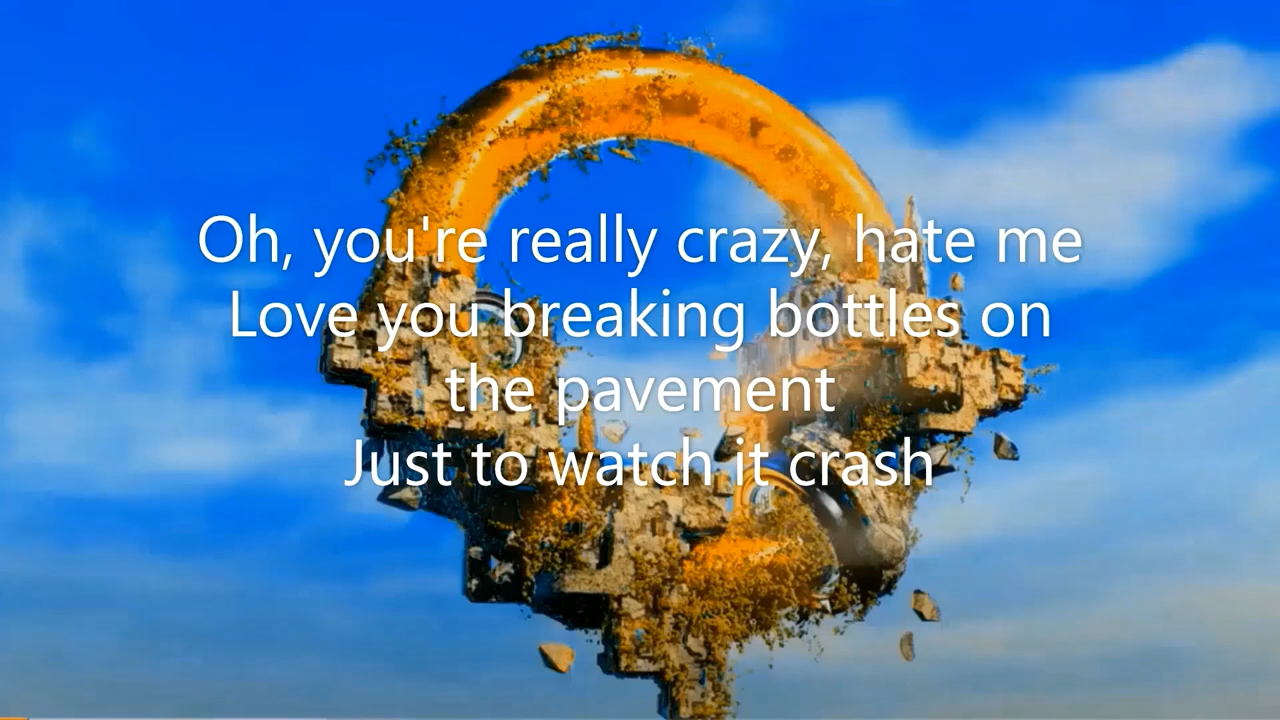 Oh, you're really crazy, hate me
Love you breaking bottles on
the pavement
Just to watch it crash